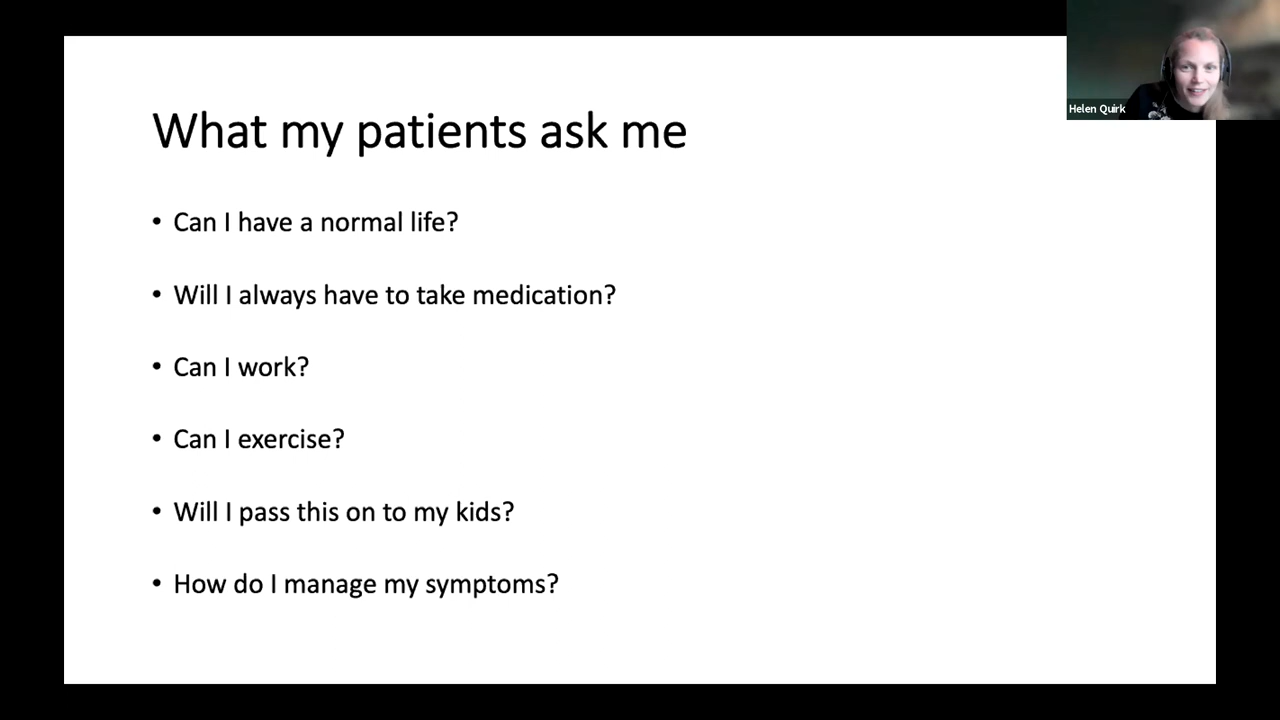 Helen Quirk
What my patients ask me
• Can I have a normal life?
• Will I always have to take medication?
• Can I work?
• Can I exercise?
• Will I pass this on to my kids?
• How do I manage my symptoms?